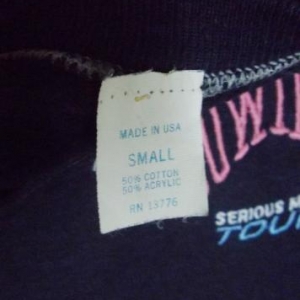 MADE IN USA
SMALL
50% COTTON
50% ACRYLIC
RN 13776
SERIOUS
TOUR